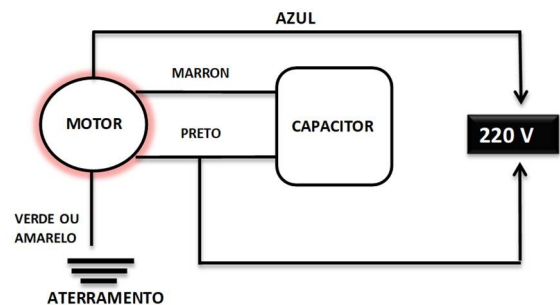 AZUL
MARRON
MOTOR
CAPACITOR
220 V
PRETO
VERDE OU
AMARELO
ATERRAMENTO